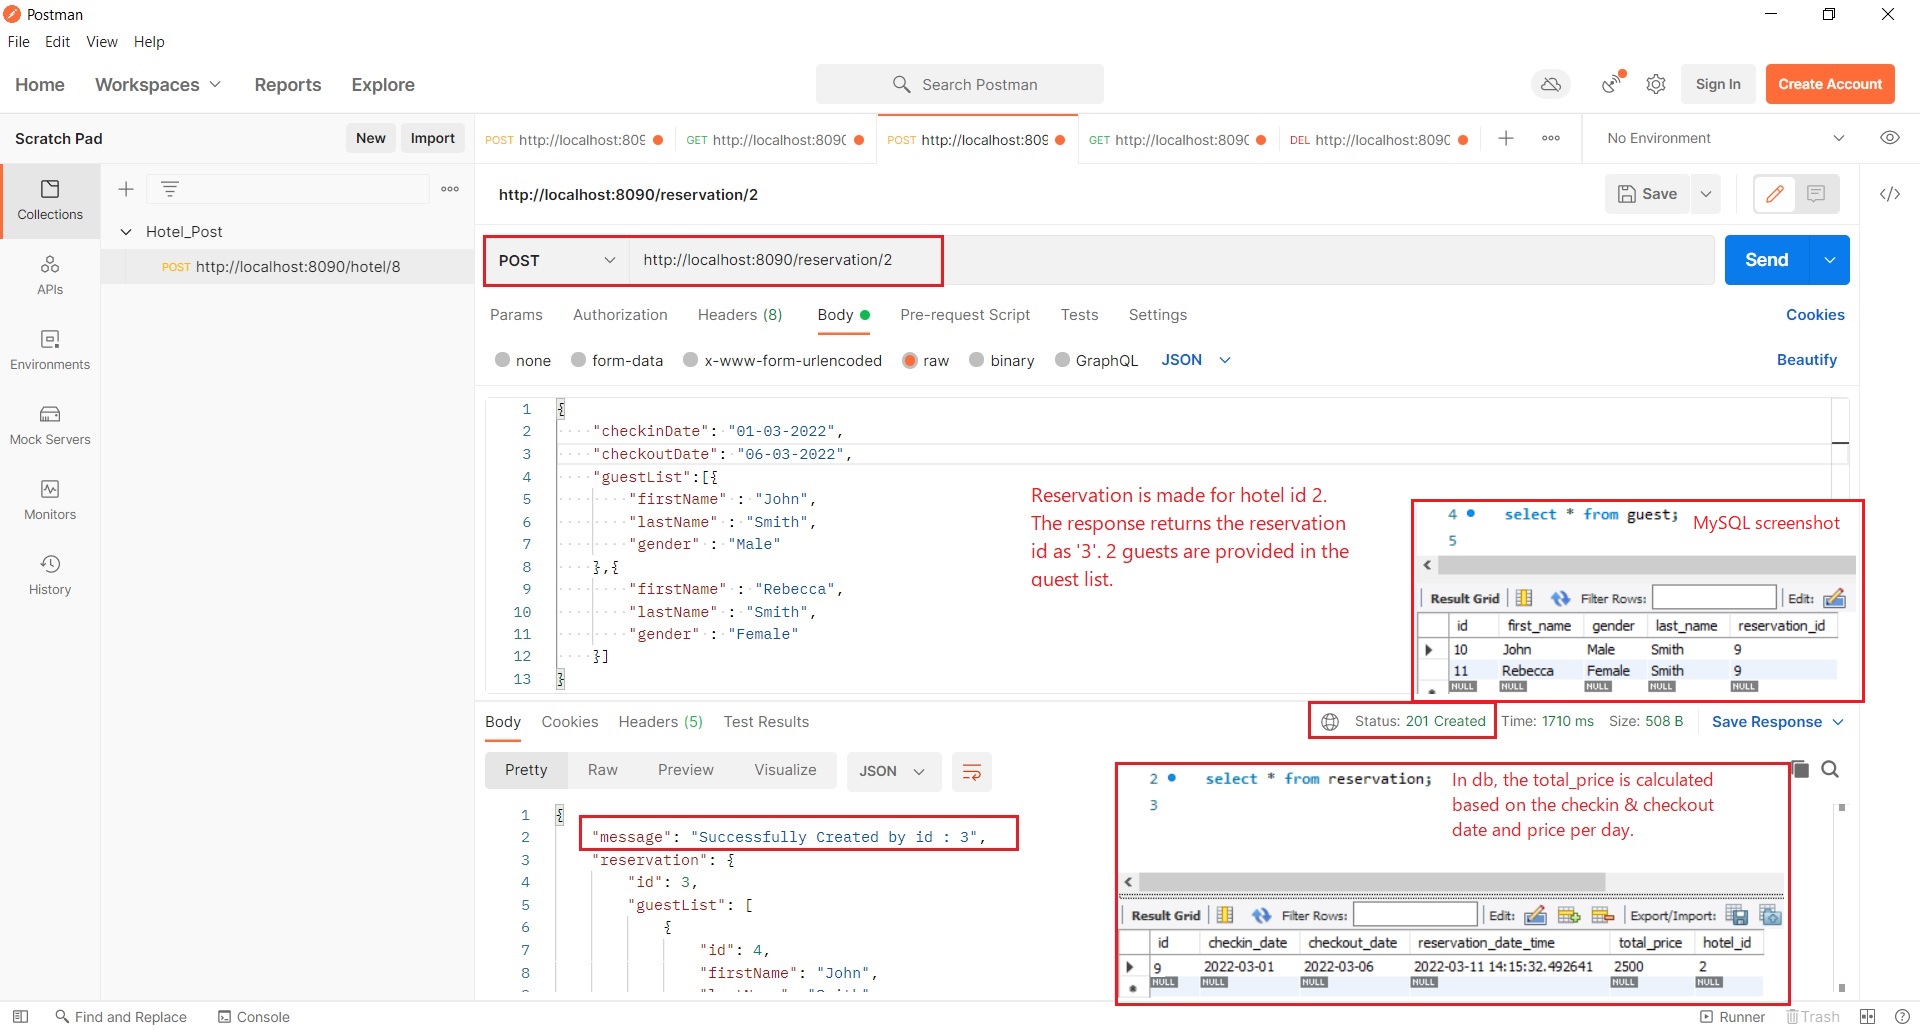 Postman
File Edit View Help
Home Workspaces Reports Explore Search Postman Sign In Create Account
Scratch Pad New Import
POST http://localhost:809 GET http://localhost:809 POST http://localhost:809 GET http://localhost:809 DEL http://localhost:809 No Environment
Collections
APIs
Environments
Mock Servers
Monitors
History
Hotel_Post
POST http://localhost:8090/hotel/8
http://localhost:8090/reservation/2 Save
POST http://localhost:8090/reservation/2 Send
Params Authorization Headers (8) Body Pre-request Script Tests Settings Cookies
none form-data x-www-form-urlencoded raw binary GraphQL JSON Beautify
1 {
2 "checkinDate": "01-03-2022",
3 "checkoutDate": "06-03-2022",
4 "guestList":[{
5 "firstName" : "John",
6 "lastName" : "Smith",
7 "gender" : "Male"
8 },{
9 "firstName" : "Rebecca",
10 "lastName" : "Smith",
11 "gender" : "Female"
12 }]
13 }
Reservation is made for hotel id 2.
The response returns the reservation
id as '3'. 2 guests are provided in the
guest list.
4 select * from guest; MySQL screenshot
5
Result Grid Filter Rows: Edit:
id first_name gender last_name reservation_id
10 John Male Smith 9
11 Rebecca Female Smith 9
NULL NULL NULL NULL NULL
Body Cookies Headers (5) Test Results Status: 201 Created Time: 1710 ms Size: 508 B Save Response
Pretty Raw Preview Visualize JSON
1 {
2 "message": "Successfully Created by id : 3",
3 "reservation": {
4 "id": 3,
5 "guestList": [
6 {
7 "id": 4,
8 "firstName": "John",
2 select * from reservation;
3
In db, the total_price is calculated
based on the checkin & checkout
date and price per day.
Result Grid Filter Rows: Edit: Export/Import:
id checkin_date checkout_date reservation_date_time total_price hotel_id
9 2022-03-01 2022-03-06 2022-03-11 14:15:32.492641 2500 2
NULL NULL NULL NULL NULL NULL
Find and Replace Console Runner Trash